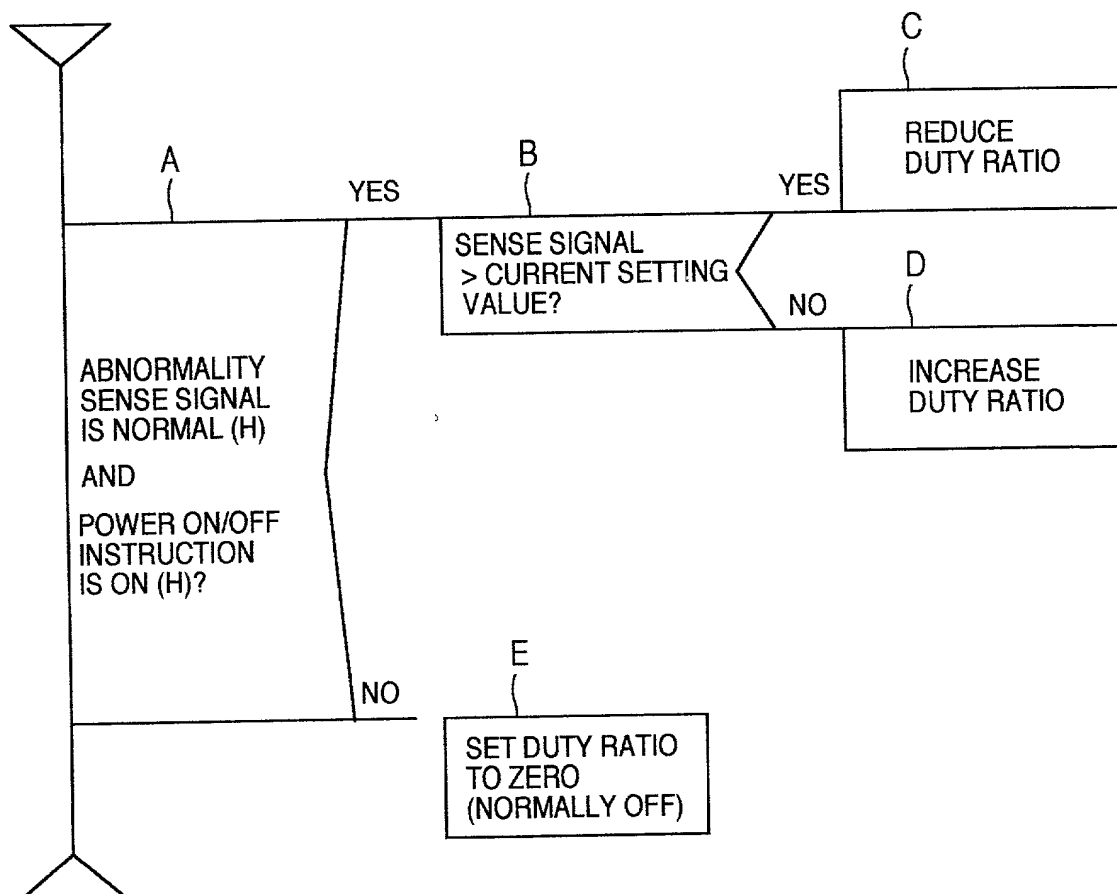 C
REDUCE
DUTY RATIO
A
B
YES
YES
SENSE SIGNAL
> CURRENT SETTING
VALUE?
D
NO
INCREASE
DUTY RATIO
ABNORMALITY
SENSE SIGNAL
IS NORMAL (H)
AND
POWER ON/OFF
INSTRUCTION
IS ON (H)?
E
NO
SET DUTY RATIO
TO ZERO
(NORMALLY OFF)